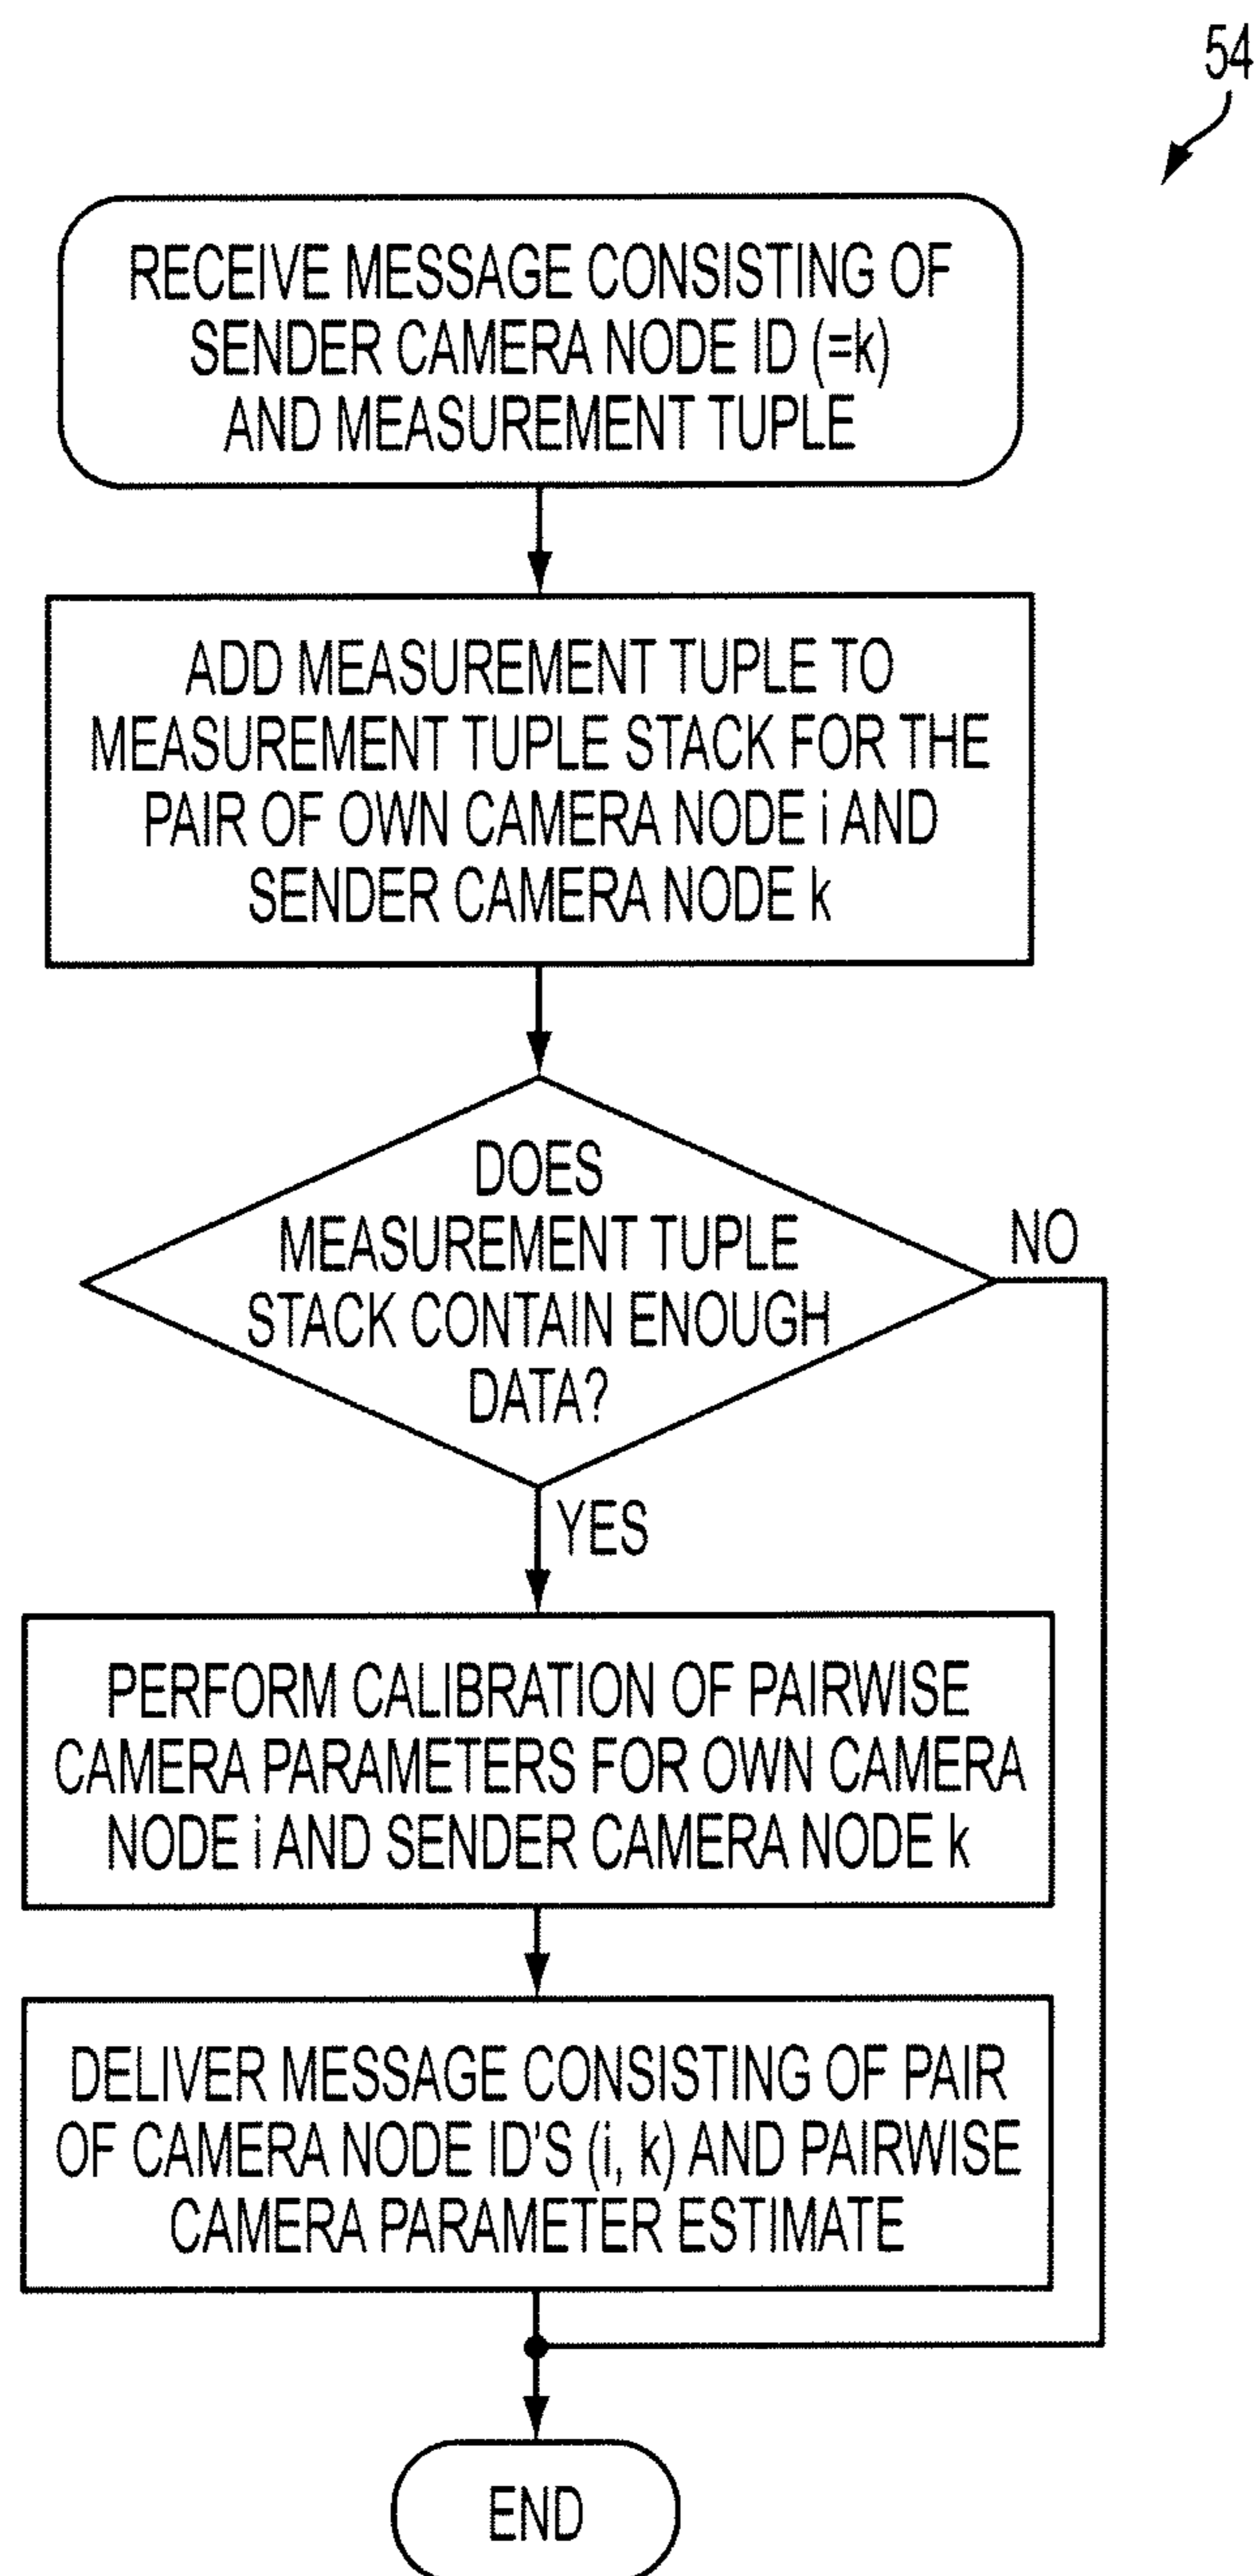 54
RECEIVE MESSAGE CONSISTING OF
SENDER CAMERA NODE ID (=k)
AND MEASUREMENT TUPLE
ADD MEASUREMENT TUPLE TO
MEASUREMENT TUPLE STACK FOR THE
PAIR OF OWN CAMERA NODE i AND
SENDER CAMERA NODE k
DOES
MEASUREMENT TUPLE
STACK CONTAIN ENOUGH
DATA?
NO
YES
PERFORM CALIBRATION OF PAIRWISE
CAMERA PARAMETERS FOR OWN CAMERA
NODE i AND SENDER CAMERA NODE k
DELIVER MESSAGE CONSISTING OF PAIR
OF CAMERA NODE ID'S (i, k) AND PAIRWISE
CAMERA PARAMETER ESTIMATE
END